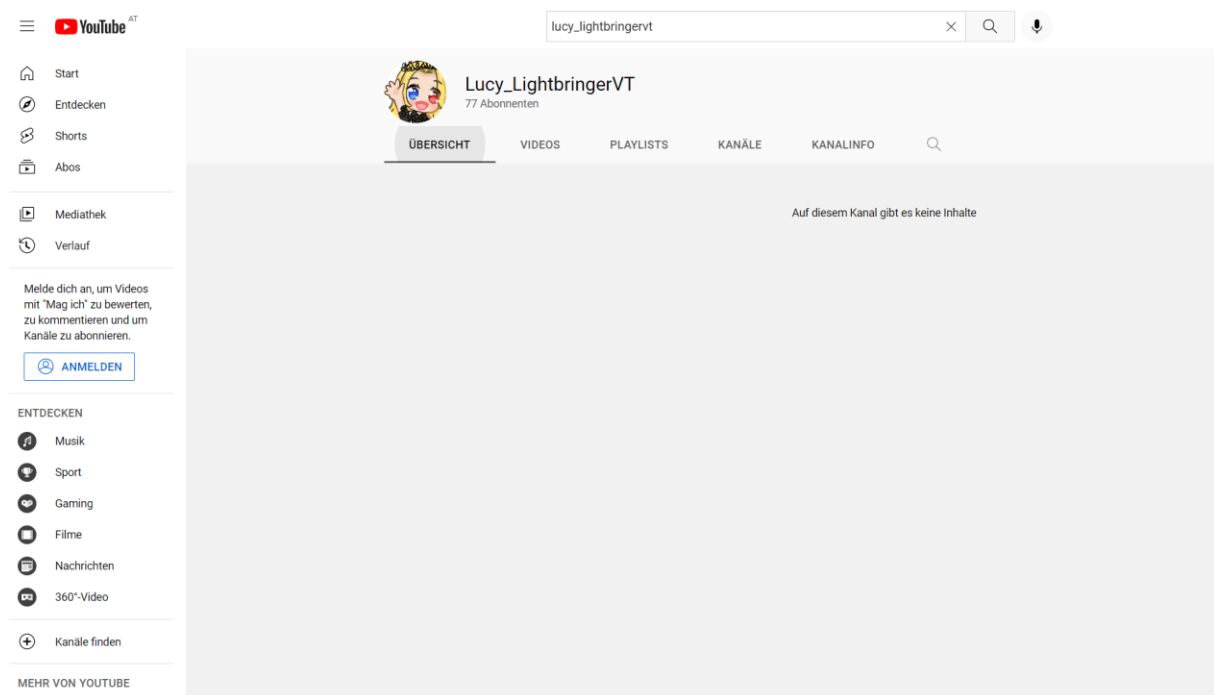 YouTube AT
lucy_lightbringervt
Start
Entdecken
Shorts
Abos
Mediathek
Verlauf
Melde dich an, um Videos
mit "Mag ich" zu bewerten,
zu kommentieren und um
Kanäle zu abonnieren.
ANMELDEN
ENTDECKEN
Musik
Sport
Gaming
Filme
Nachrichten
360°-Video
Kanäle finden
MEHR VON YOUTUBE
Lucy_LightbringerVT
77 Abonnenten
ÜBERSICHT VIDEOS PLAYLISTS KANÄLE KANALINFO
Auf diesem Kanal gibt es keine Inhalte